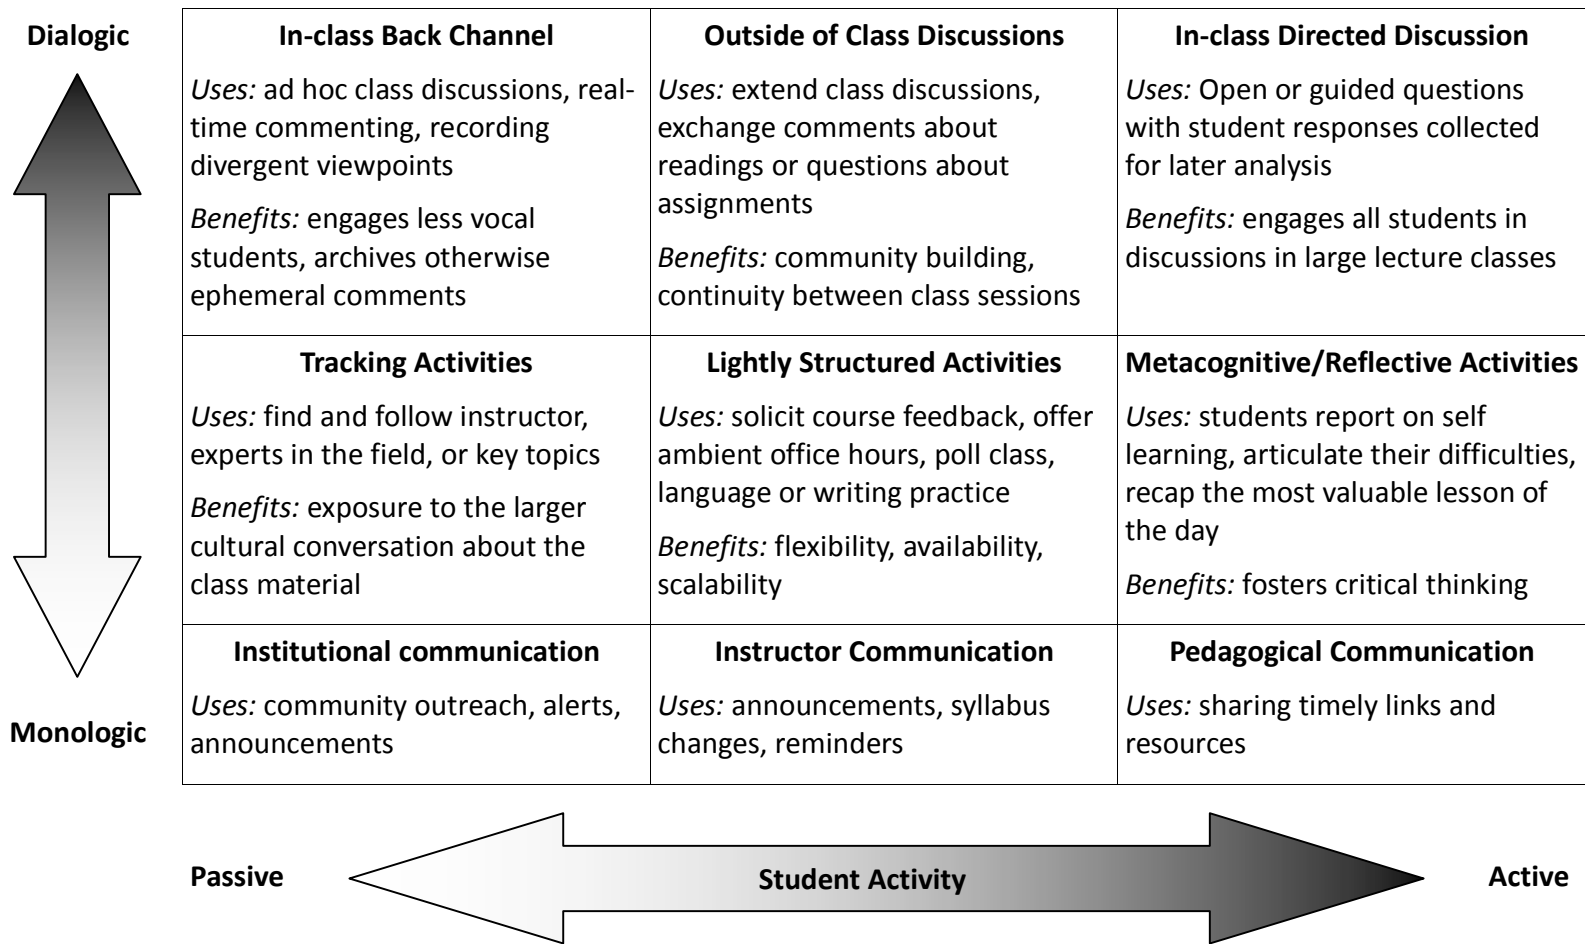 Dialogic
In-class Back Channel
Uses: ad hoc class discussions, real-
time commenting, recording
divergent viewpoints
Benefits: engages less vocal
students, archives otherwise
ephemeral comments
Outside of Class Discussions
Uses: extend class discussions,
exchange comments about
readings or questions about
assignments
Benefits: community building,
continuity between class sessions
In-class Directed Discussion
Uses: Open or guided questions
with student responses collected
for later analysis
Benefits: engages all students in
discussions in large lecture classes
Tracking Activities
Uses: find and follow instructor,
experts in the field, or key topics
Benefits: exposure to the larger
cultural conversation about the
class material
Lightly Structured Activities
Uses: solicit course feedback, offer
ambient office hours, poll class,
language or writing practice
Benefits: flexibility, availability,
scalability
Metacognitive/Reflective Activities
Uses: students report on self
learning, articulate their difficulties,
recap the most valuable lesson of
the day
Benefits: fosters critical thinking
Monologic
Institutional communication
Uses: community outreach, alerts,
announcements
Instructor Communication
Uses: announcements, syllabus
changes, reminders
Pedagogical Communication
Uses: sharing timely links and
resources
Passive
Student Activity
Active